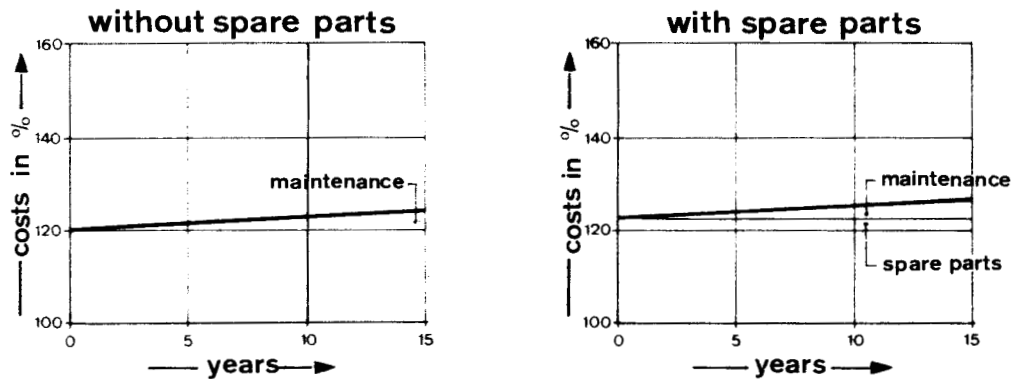 without spare parts
160
140
120
100
costs in %
maintenance
0 5 10 15
years
with spare parts
160
140
120
100
costs in %
maintenance
spare parts
0 5 10 15
years